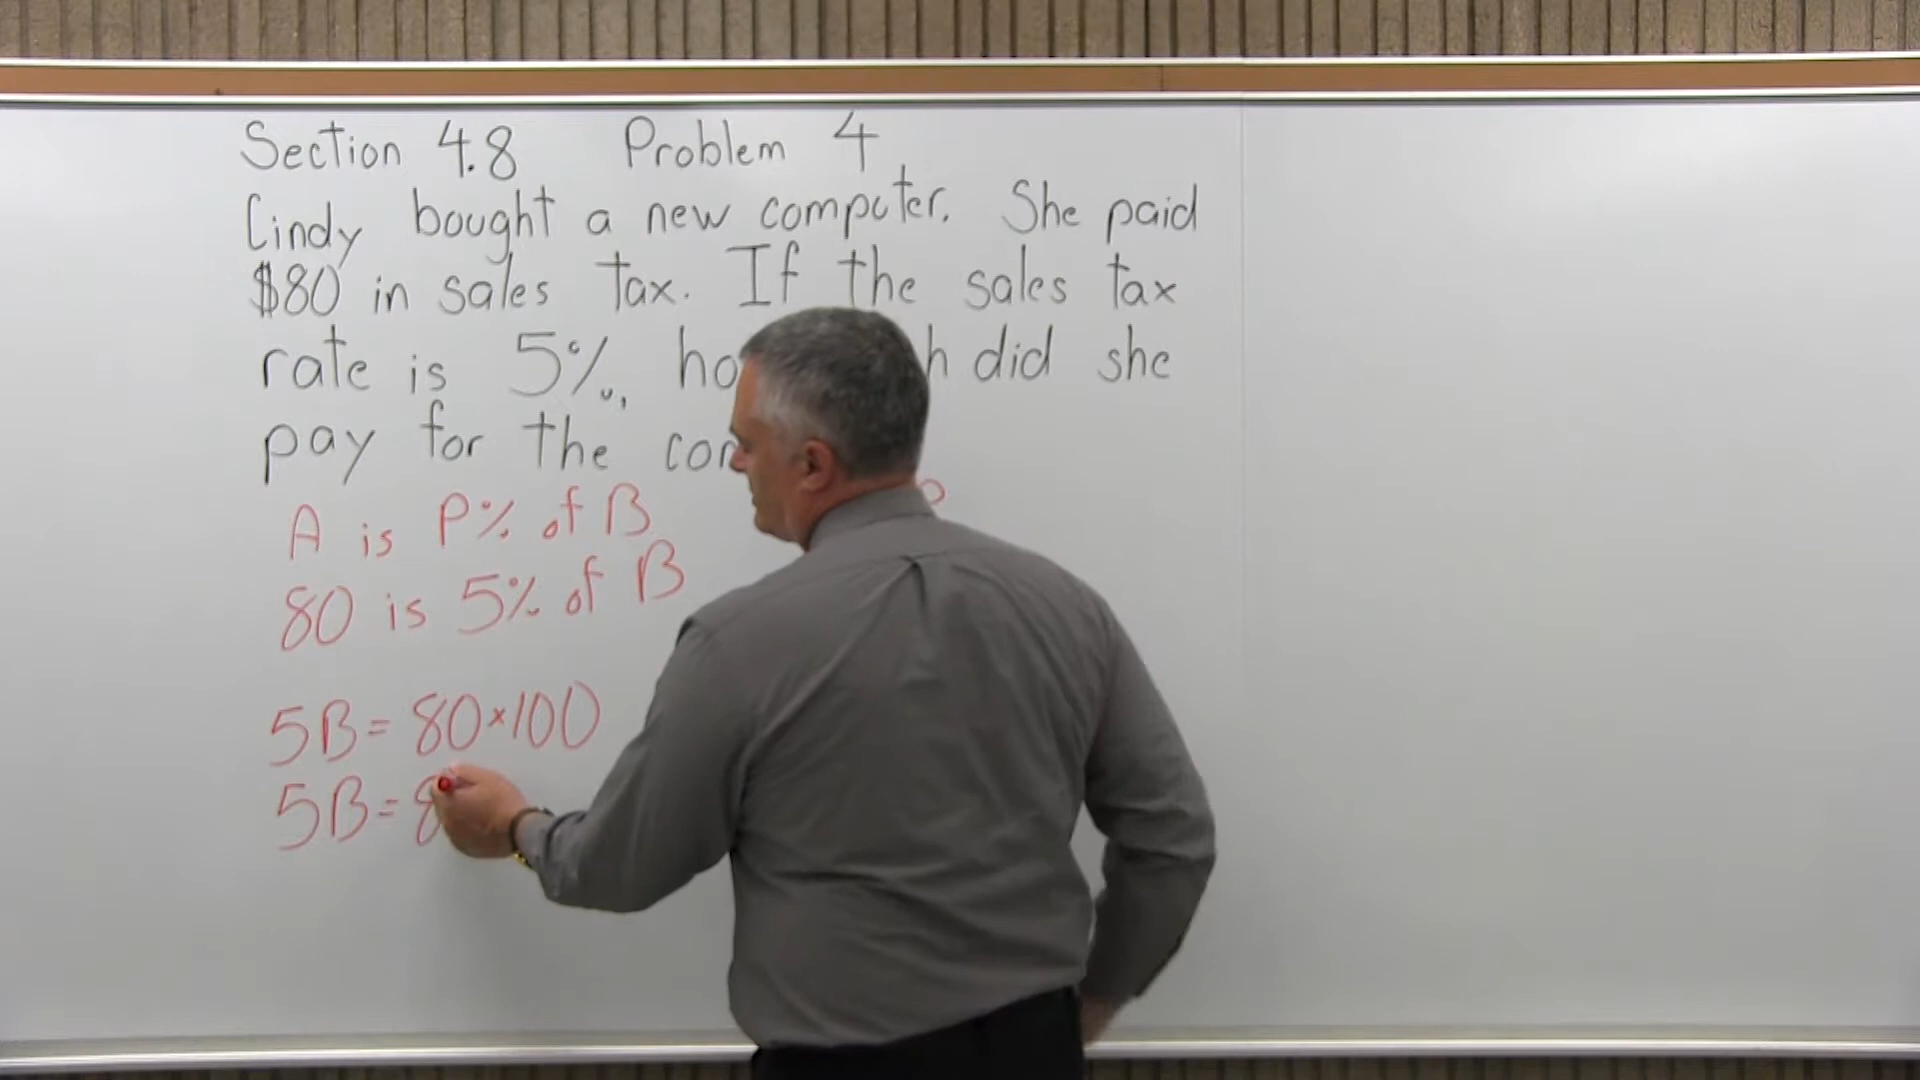 Section 4.8 Problem 4
Cindy bought a new computer. She paid
$80 in sales tax. If the sales tax
rate is 5%, did she
pay for the
A is P% of B
80 is 5% of B
5B = 80×100
5B = 8